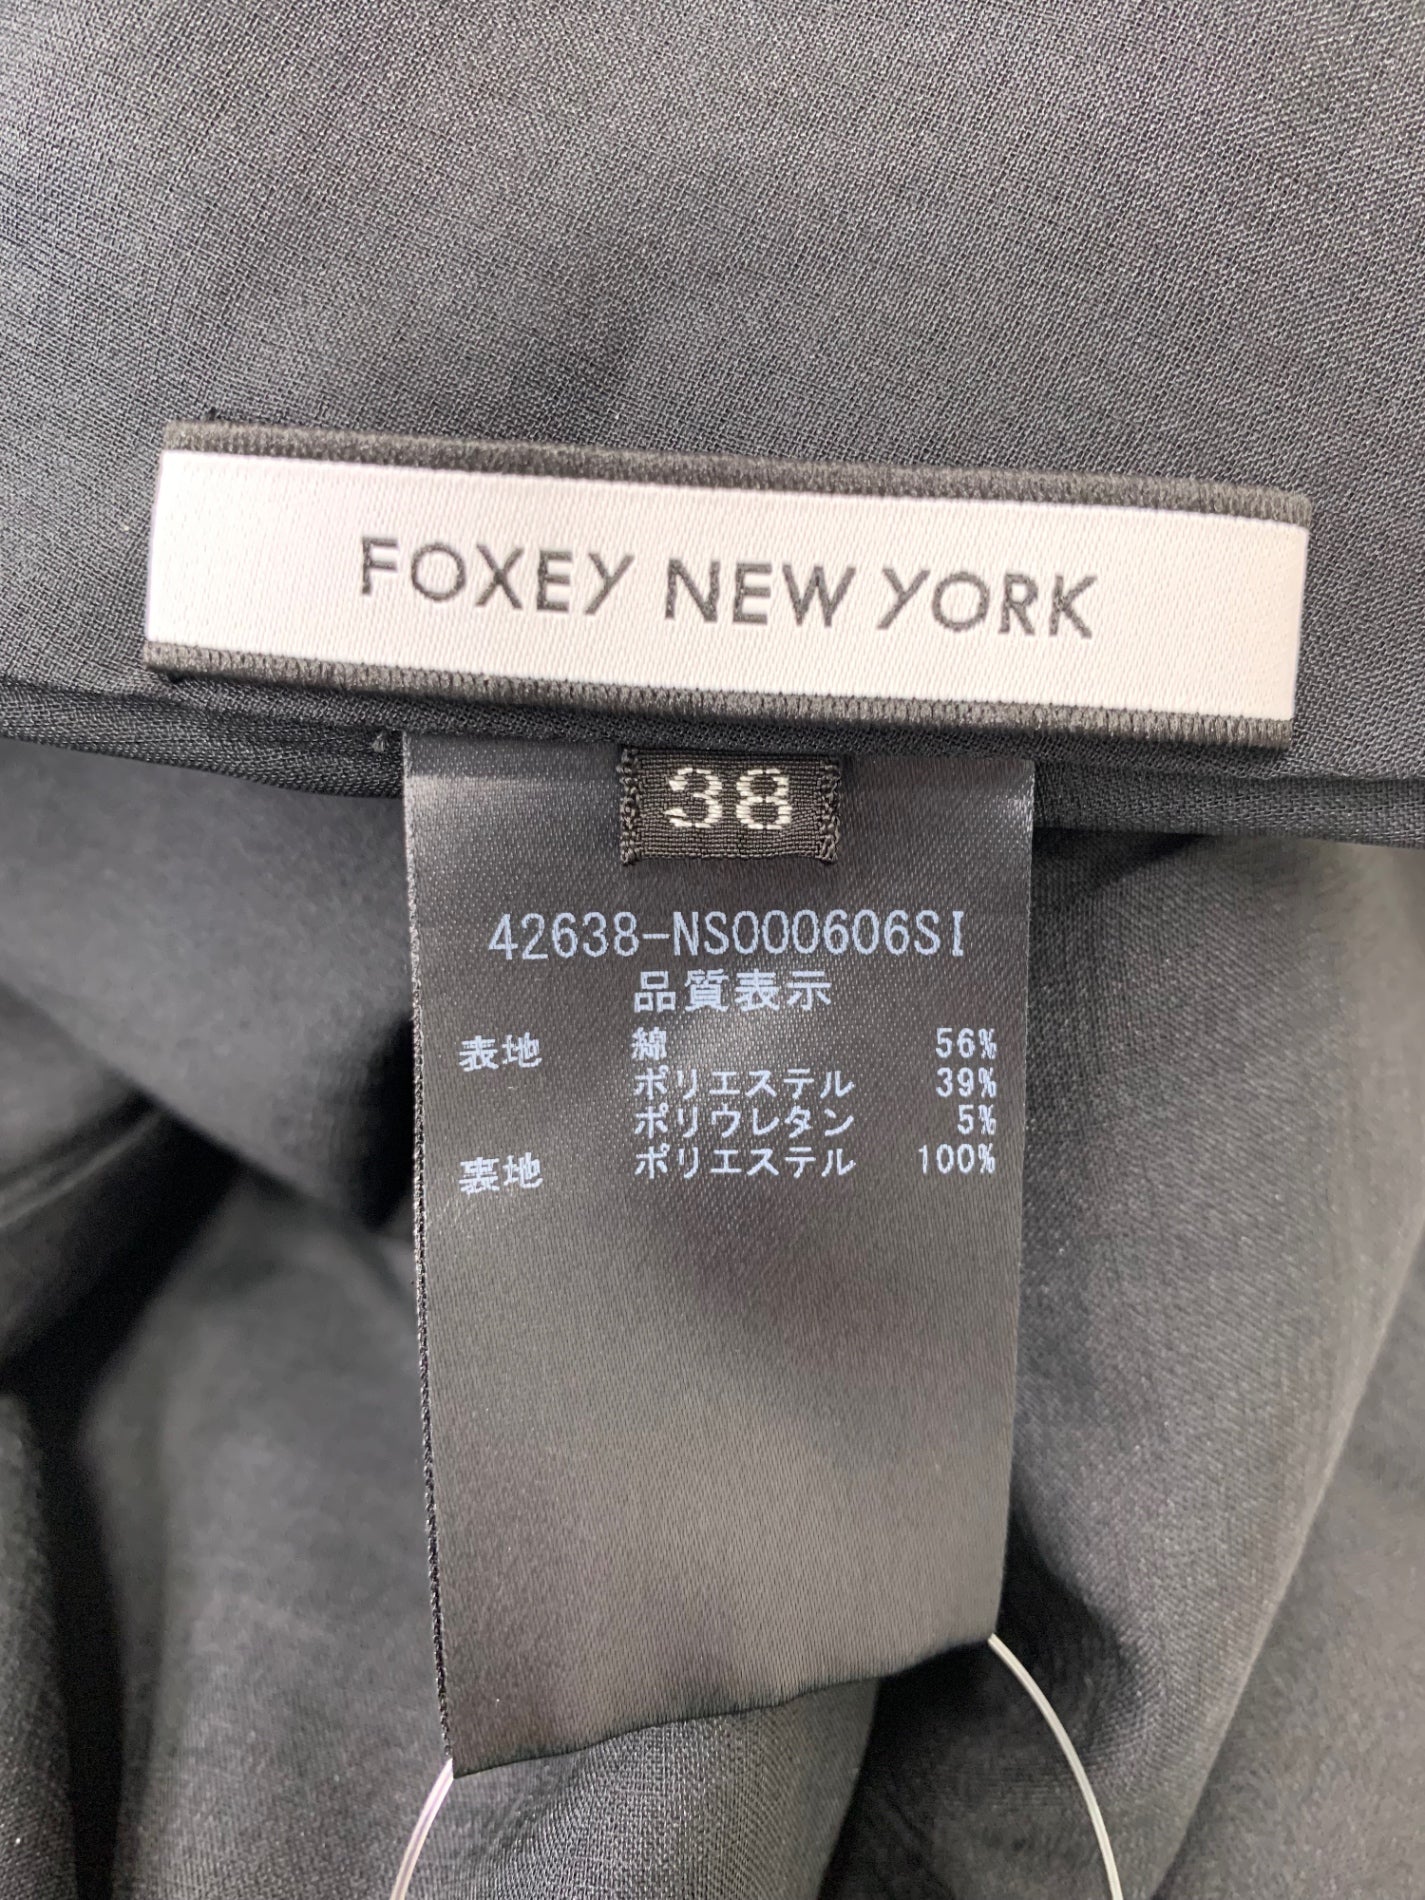 FOXEY NEW YORK
38
42638-NS000606SI
品質表示
表地 綿 56%
ポリエステル 39%
ポリウレタン 5%
裏地 ポリエステル 100%